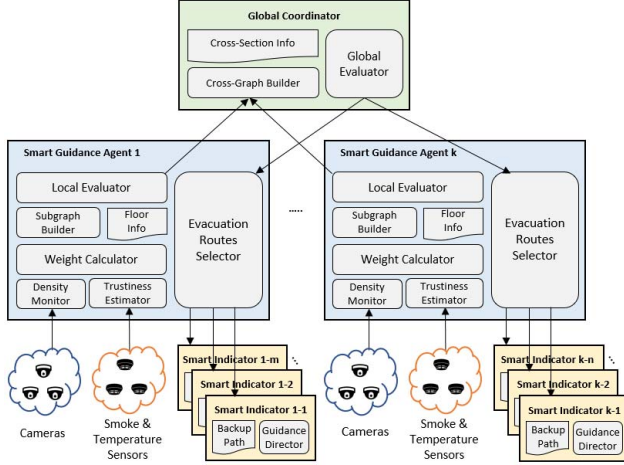 Global Coordinator
Cross-Section Info
Cross-Graph Builder
Global
Evaluator
Smart Guidance Agent 1
Local Evaluator
Subgraph
Builder
Floor
Info
Weight Calculator
Density
Monitor
Trustiness
Estimator
Evacuation
Routes
Selector
.....
Smart Guidance Agent k
Local Evaluator
Subgraph
Builder
Floor
Info
Weight Calculator
Density
Monitor
Trustiness
Estimator
Evacuation
Routes
Selector
Cameras
Smoke &
Temperature
Sensors
Smart Indicator 1-m
Smart Indicator 1-2
Smart Indicator 1-1
Backup
Path
Guidance
Director
Cameras
Smoke &
Temperature
Sensors
Smart Indicator k-n
Smart Indicator k-2
Smart Indicator k-1
Backup
Path
Guidance
Director